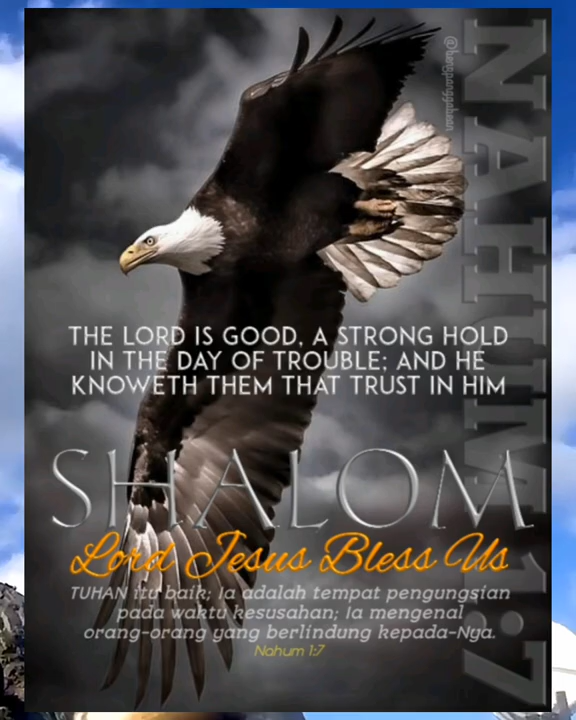 @bangpanggabean
NAHUM 1:7
THE LORD IS GOOD, A STRONG HOLD
IN THE DAY OF TROUBLE; AND HE
KNOWETH THEM THAT TRUST IN HIM
SHALOM
Lord Jesus Bless Us
TUHAN itu baik; Ia adalah tempat pengungsian
pada waktu kesusahan; Ia mengenal
orang-orang yang berlindung kepada-Nya.
Nahum 1:7